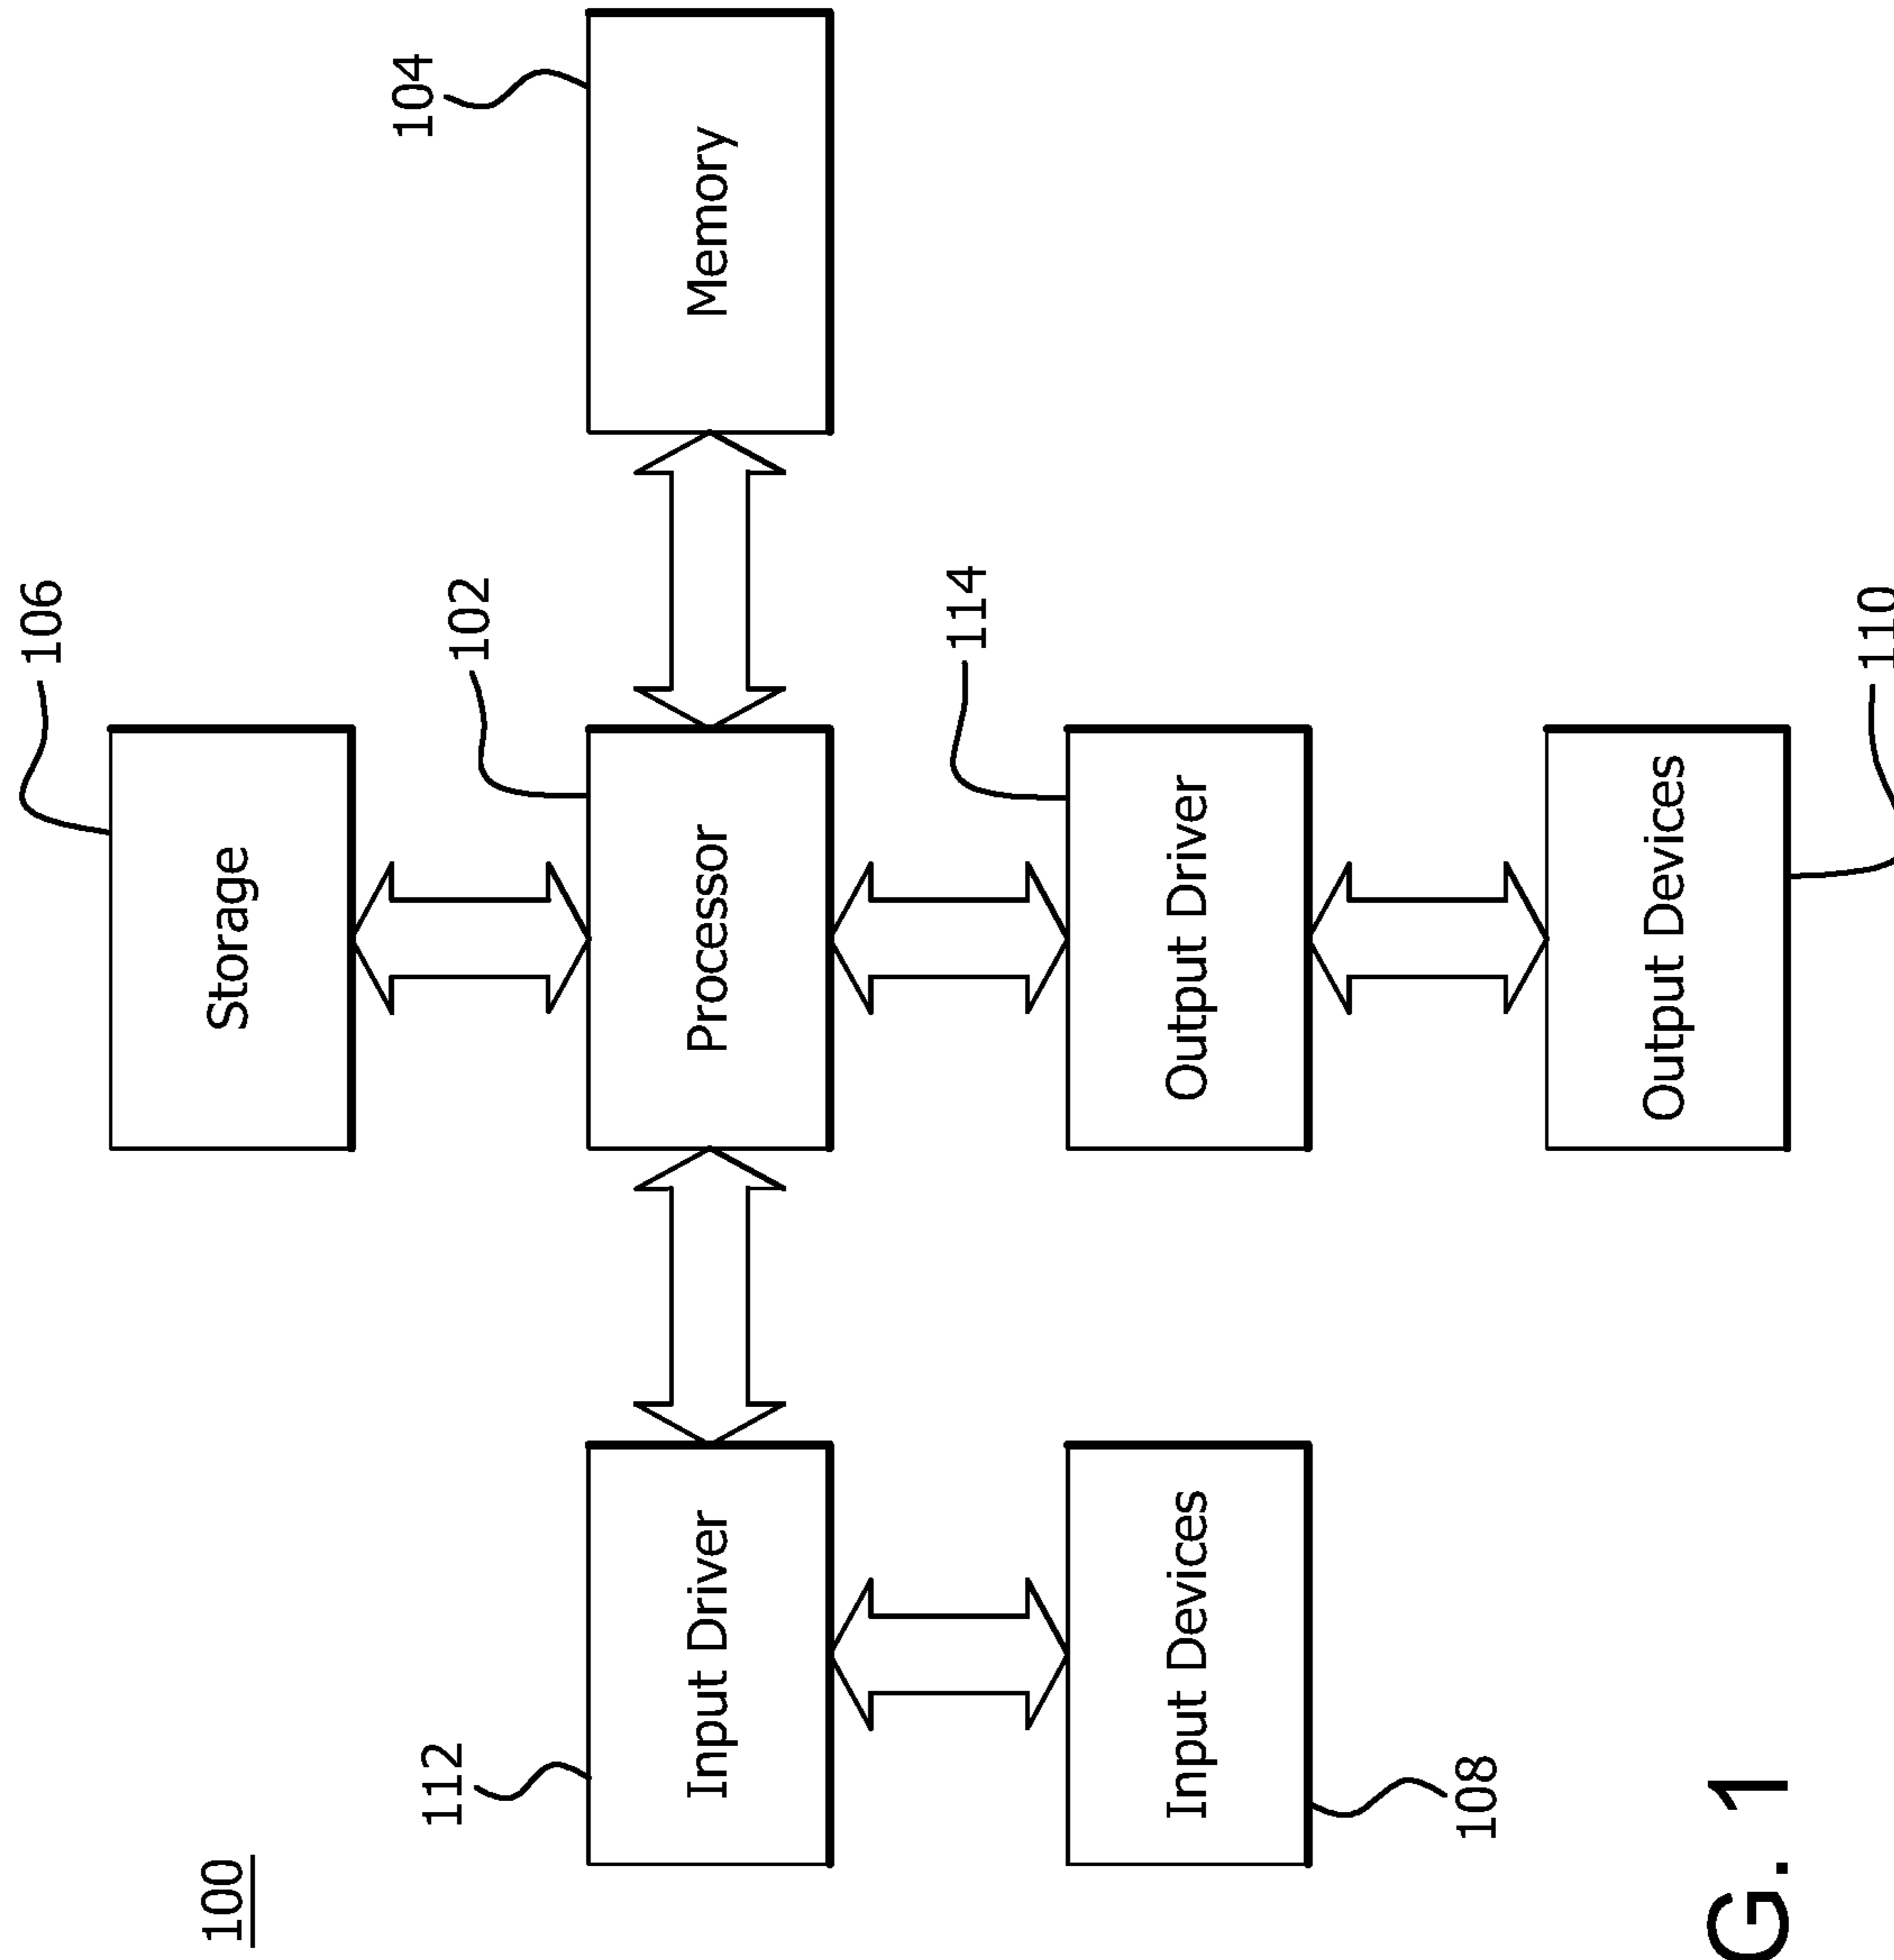 106
100
Storage
104
112
102
Input Driver
Processor
Memory
114
Input Devices
Output Driver
108
Output Devices
G. 1
110